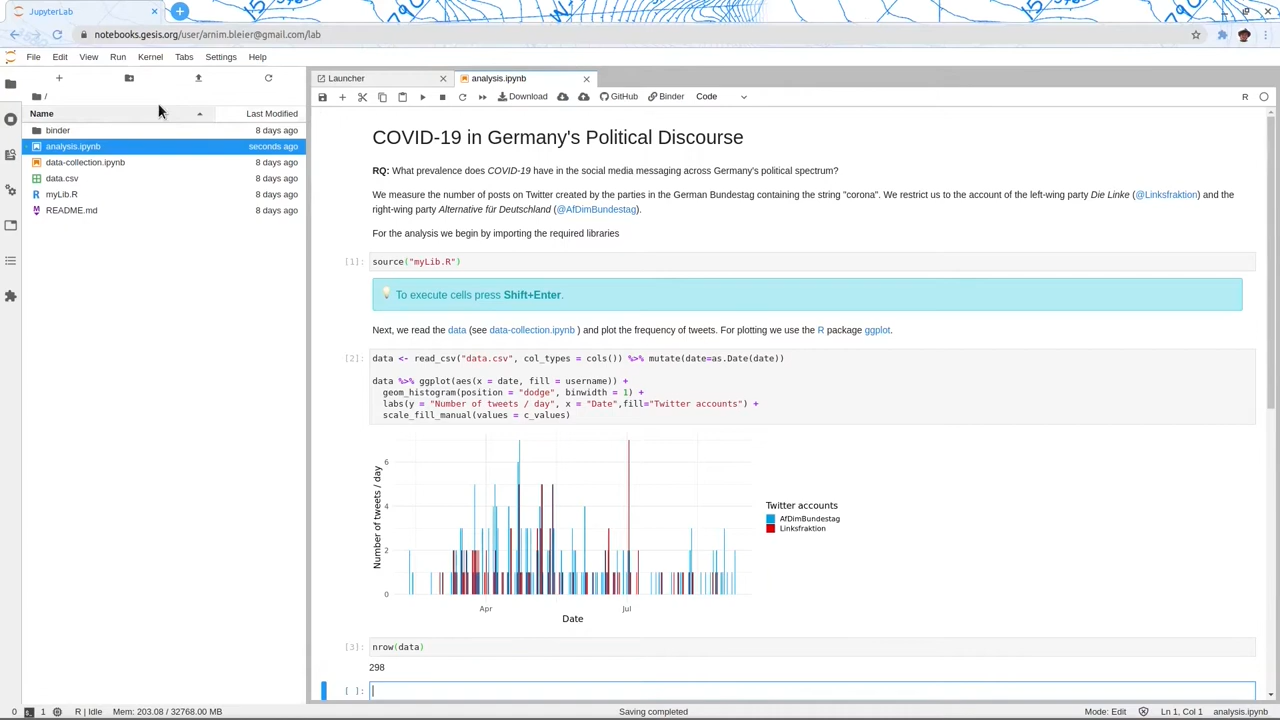 JupyterLab
notebooks.gesis.org/user/arnim.bleier@gmail.com/lab
File Edit View Run Kernel Tabs Settings Help
/
Name Last Modified
binder 8 days ago
analysis.ipynb seconds ago
data-collection.ipynb 8 days ago
data.csv 8 days ago
myLib.R 8 days ago
README.md 8 days ago
Launcher analysis.ipynb
Download GitHub Binder Code R
COVID-19 in Germany's Political Discourse
RQ: What prevalence does COVID-19 have in the social media messaging across Germany's political spectrum?
We measure the number of posts on Twitter created by the parties in the German Bundestag containing the string "corona". We restrict us to the account of the left-wing party Die Linke (@Linksfraktion) and the
right-wing party Alternative für Deutschland (@AfDimBundestag).
For the analysis we begin by importing the required libraries
[1]: source("myLib.R")
To execute cells press Shift+Enter.
Next, we read the data (see data-collection.ipynb ) and plot the frequency of tweets. For plotting we use the R package ggplot.
[2]: data <- read_csv("data.csv", col_types = cols()) %>% mutate(date=as.Date(date))
data %>% ggplot(aes(x = date, fill = username)) +
geom_histogram(position = "dodge", binwidth = 1) +
labs(y = "Number of tweets / day", x = "Date",fill="Twitter accounts") +
scale_fill_manual(values = c_values)
Number of tweets / day
6
4
2
0
Apr Jul
Date
Twitter accounts
AfDimBundestag
Linksfraktion
[3]: nrow(data)
298
[ ]:
0 1 R | Idle Mem: 203.08 / 32768.00 MB Saving completed Mode: Edit Ln 1, Col 1 analysis.ipynb